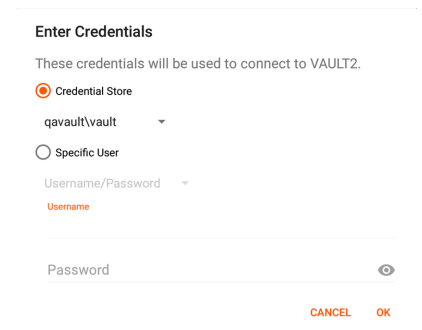 Enter Credentials
These credentials will be used to connect to VAULT2.
Credential Store
qavault\vault
Specific User
Username/Password
Username
Password
CANCEL OK